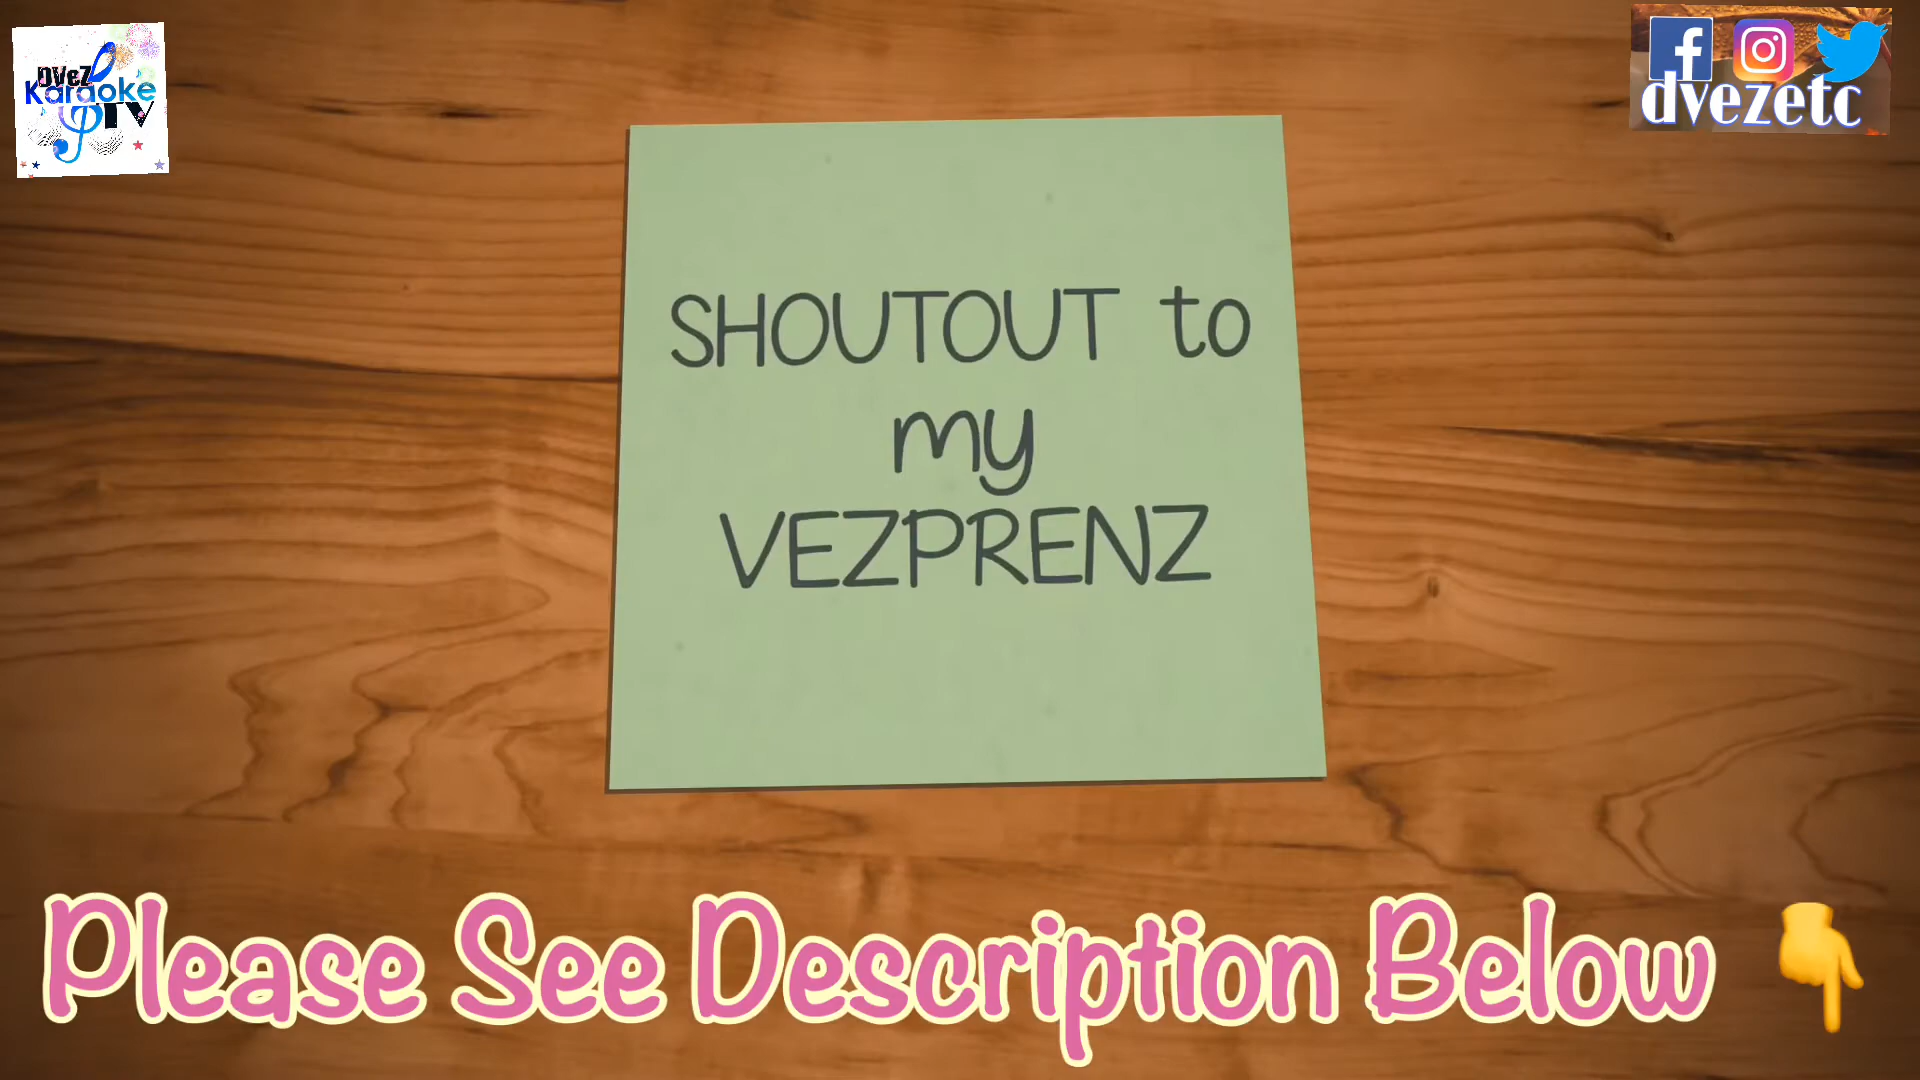 DVeZ
Karaoke
TV
dvezetc
SHOUTOUT to
my
VEZPRENZ
Please See Description Below